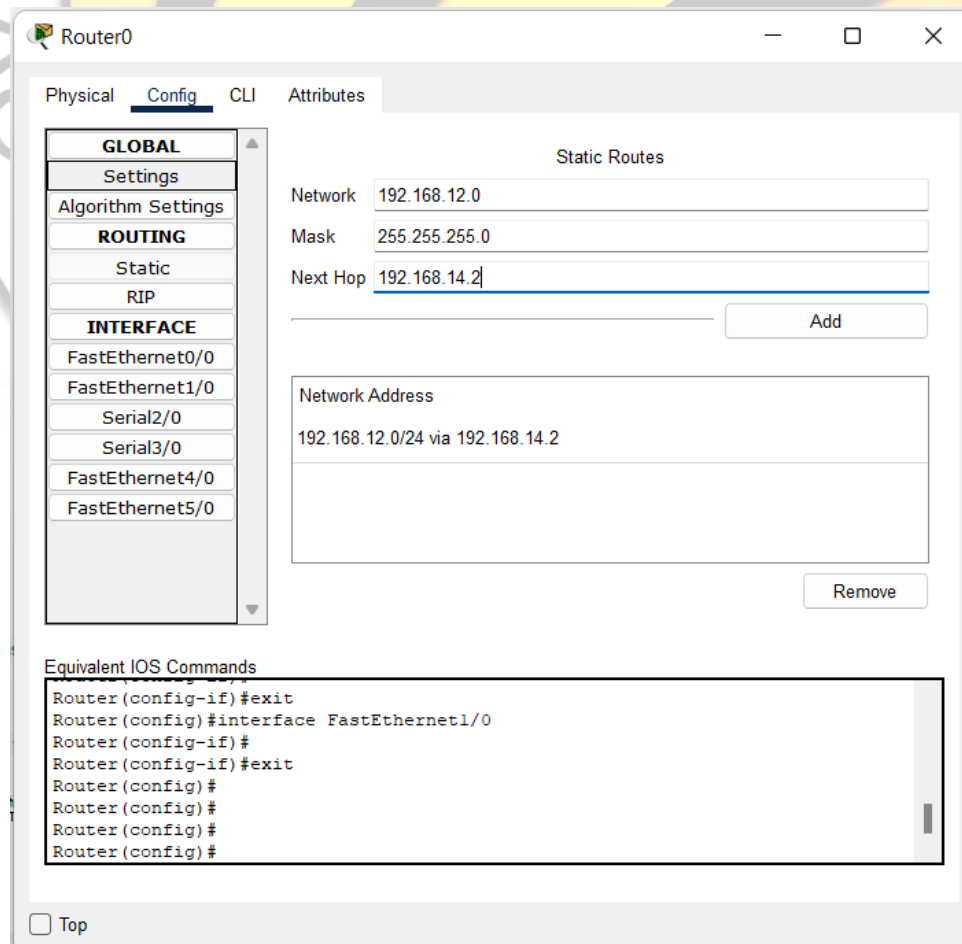 Router0
Physical Config CLI Attributes
GLOBAL
Settings
Algorithm Settings
ROUTING
Static
RIP
INTERFACE
FastEthernet0/0
FastEthernet1/0
Serial2/0
Serial3/0
FastEthernet4/0
FastEthernet5/0
Static Routes
Network 192.168.12.0
Mask 255.255.255.0
Next Hop 192.168.14.2
Add
Network Address
192.168.12.0/24 via 192.168.14.2
Remove
Equivalent IOS Commands
Router(config-if)#exit
Router(config)#interface FastEthernet1/0
Router(config-if)#
Router(config-if)#exit
Router(config)#
Router(config)#
Router(config)#
Router(config)#
Top